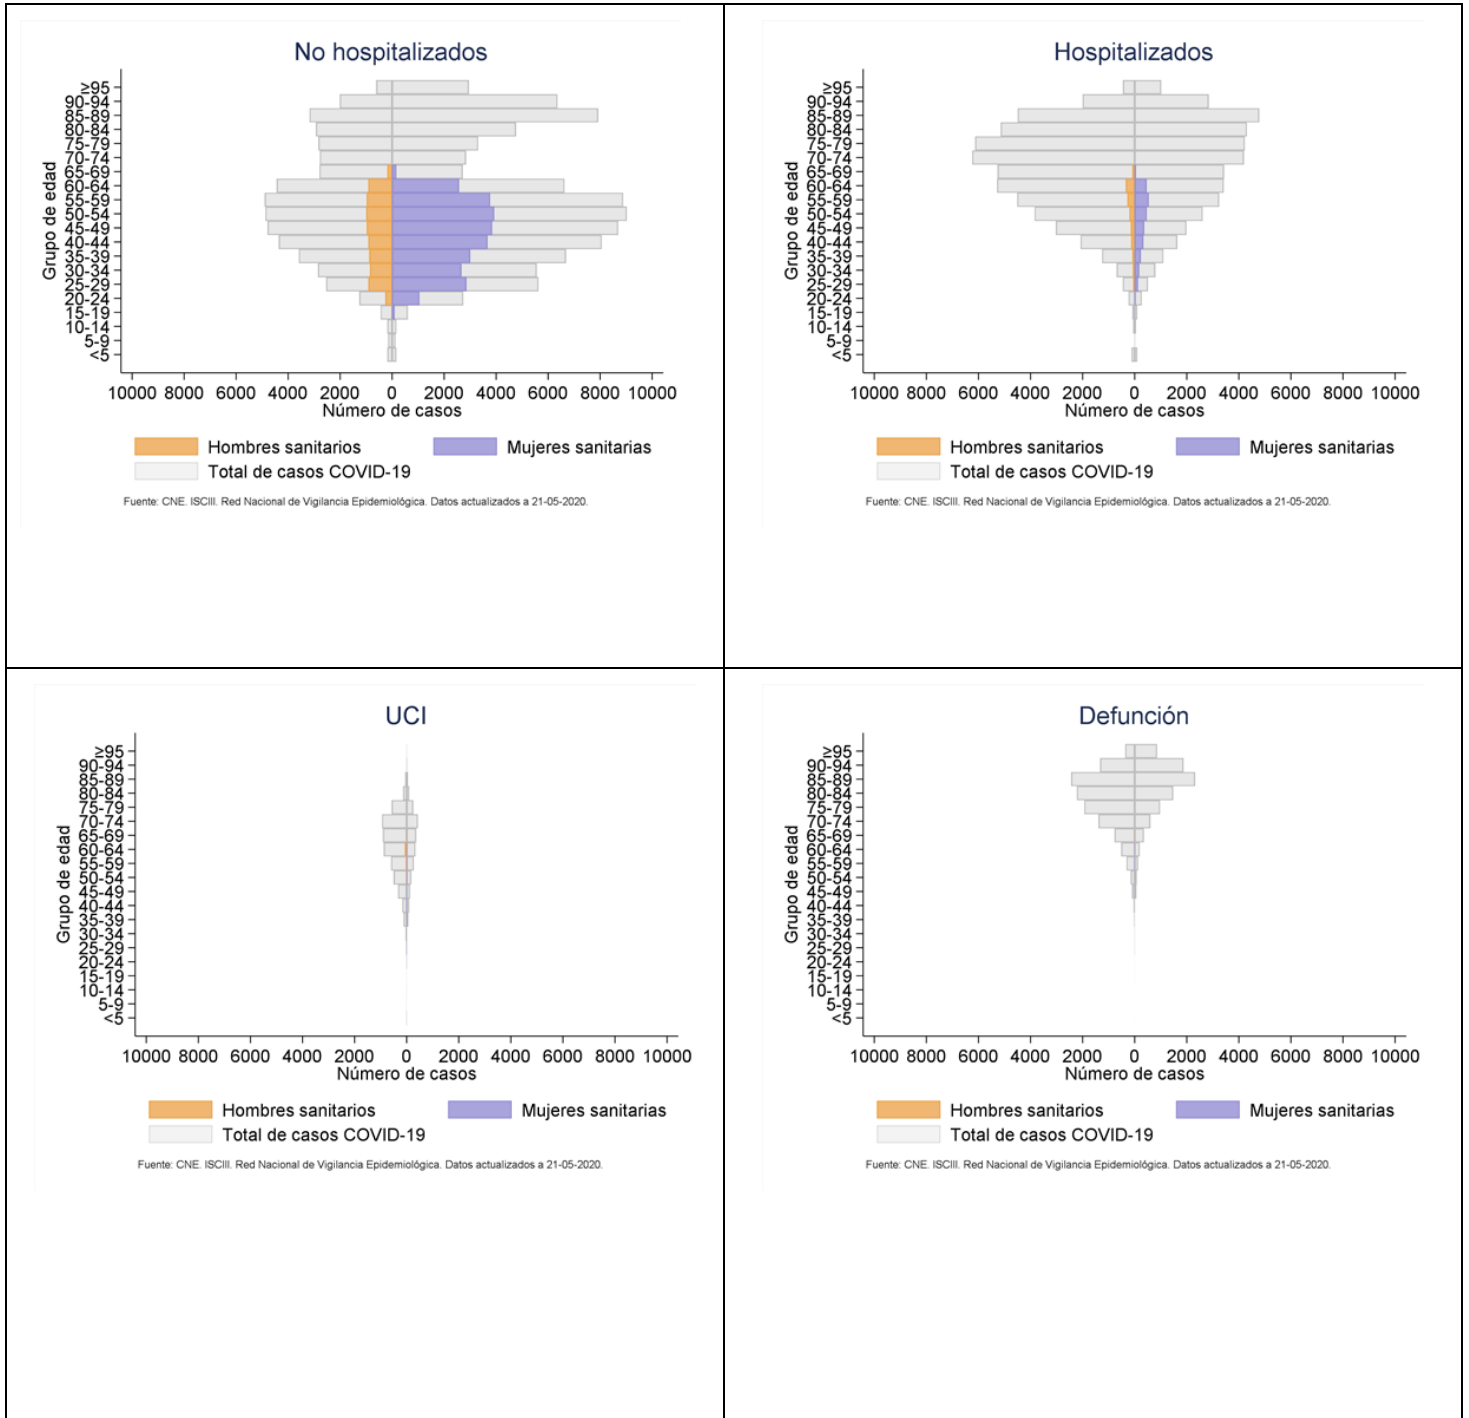 No hospitalizados
Grupo de edad
≥95
90-94
85-89
80-84
75-79
70-74
65-69
60-64
55-59
50-54
45-49
40-44
35-39
30-34
25-29
20-24
15-19
10-14
5-9
<5
10000 8000 6000 4000 2000 0 2000 4000 6000 8000 10000
Número de casos
Hombres sanitarios Mujeres sanitarias
Total de casos COVID-19
Fuente: CNE. ISCIII. Red Nacional de Vigilancia Epidemiológica. Datos actualizados a 21-05-2020.
Hospitalizados
Grupo de edad
≥95
90-94
85-89
80-84
75-79
70-74
65-69
60-64
55-59
50-54
45-49
40-44
35-39
30-34
25-29
20-24
15-19
10-14
5-9
<5
10000 8000 6000 4000 2000 0 2000 4000 6000 8000 10000
Número de casos
Hombres sanitarios Mujeres sanitarias
Total de casos COVID-19
Fuente: CNE. ISCIII. Red Nacional de Vigilancia Epidemiológica. Datos actualizados a 21-05-2020.
UCI
Grupo de edad
≥95
90-94
85-89
80-84
75-79
70-74
65-69
60-64
55-59
50-54
45-49
40-44
35-39
30-34
25-29
20-24
15-19
10-14
5-9
<5
10000 8000 6000 4000 2000 0 2000 4000 6000 8000 10000
Número de casos
Hombres sanitarios Mujeres sanitarias
Total de casos COVID-19
Fuente: CNE. ISCIII. Red Nacional de Vigilancia Epidemiológica. Datos actualizados a 21-05-2020.
Defunción
Grupo de edad
≥95
90-94
85-89
80-84
75-79
70-74
65-69
60-64
55-59
50-54
45-49
40-44
35-39
30-34
25-29
20-24
15-19
10-14
5-9
<5
10000 8000 6000 4000 2000 0 2000 4000 6000 8000 10000
Número de casos
Hombres sanitarios Mujeres sanitarias
Total de casos COVID-19
Fuente: CNE. ISCIII. Red Nacional de Vigilancia Epidemiológica. Datos actualizados a 21-05-2020.